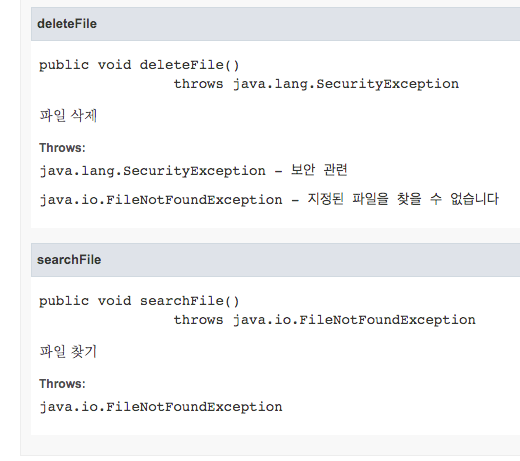 deleteFile
public void deleteFile()
throws java.lang.SecurityException
파일 삭제
Throws:
java.lang.SecurityException - 보안 관련
java.io.FileNotFoundException - 지정된 파일을 찾을 수 없습니다
searchFile
public void searchFile()
throws java.io.FileNotFoundException
파일 찾기
Throws:
java.io.FileNotFoundException